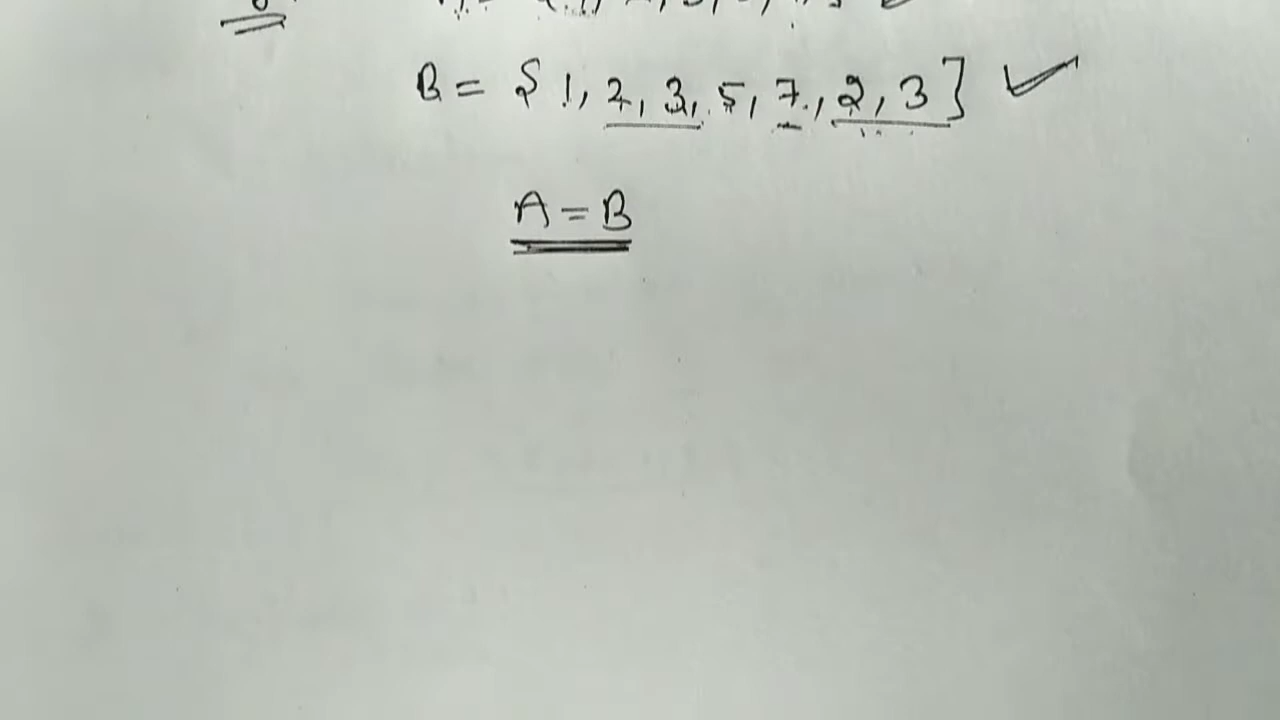 B = { 1, 2, 3, 5, 7, 2, 3 } ✓
A = B